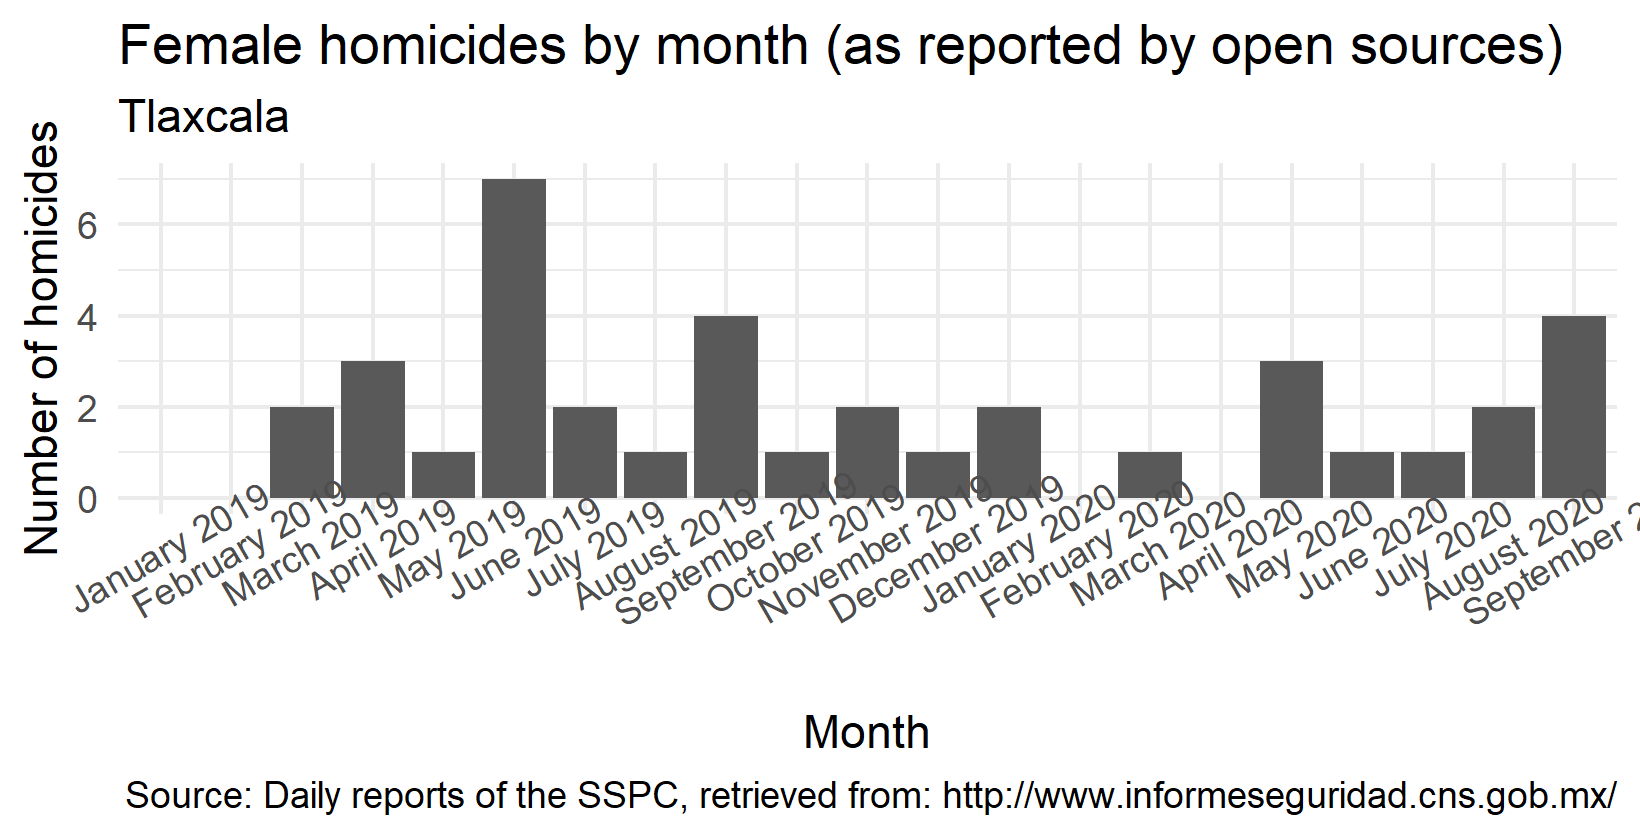 Female homicides by month (as reported by open sources)
Tlaxcala
Number of homicides
6
4
2
0
January 2019
February 2019
March 2019
April 2019
May 2019
June 2019
July 2019
August 2019
September 2019
October 2019
November 2019
December 2019
January 2020
February 2020
March 2020
April 2020
May 2020
June 2020
July 2020
August 2020
September 2
Month
Source: Daily reports of the SSPC, retrieved from: http://www.informeseguridad.cns.gob.mx/